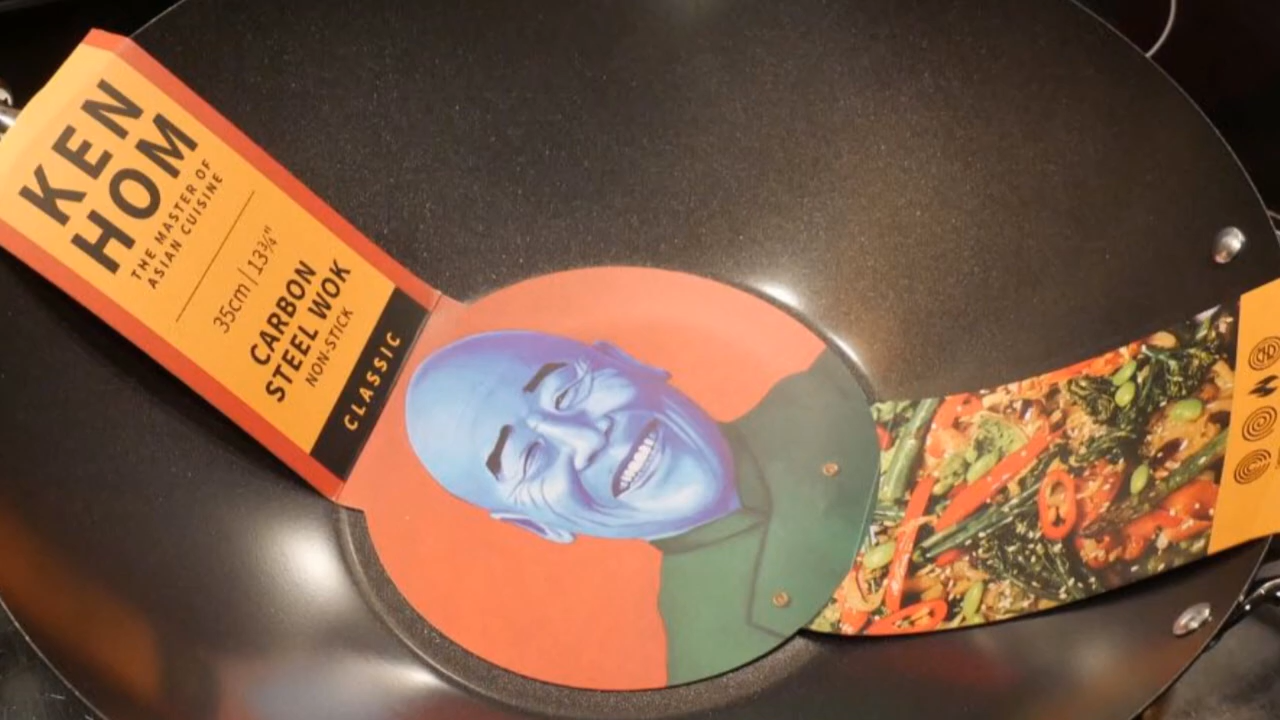 KEN
HOM
THE MASTER OF
ASIAN CUISINE
35cm | 13¾"
CARBON
STEEL WOK
NON-STICK
CLASSIC